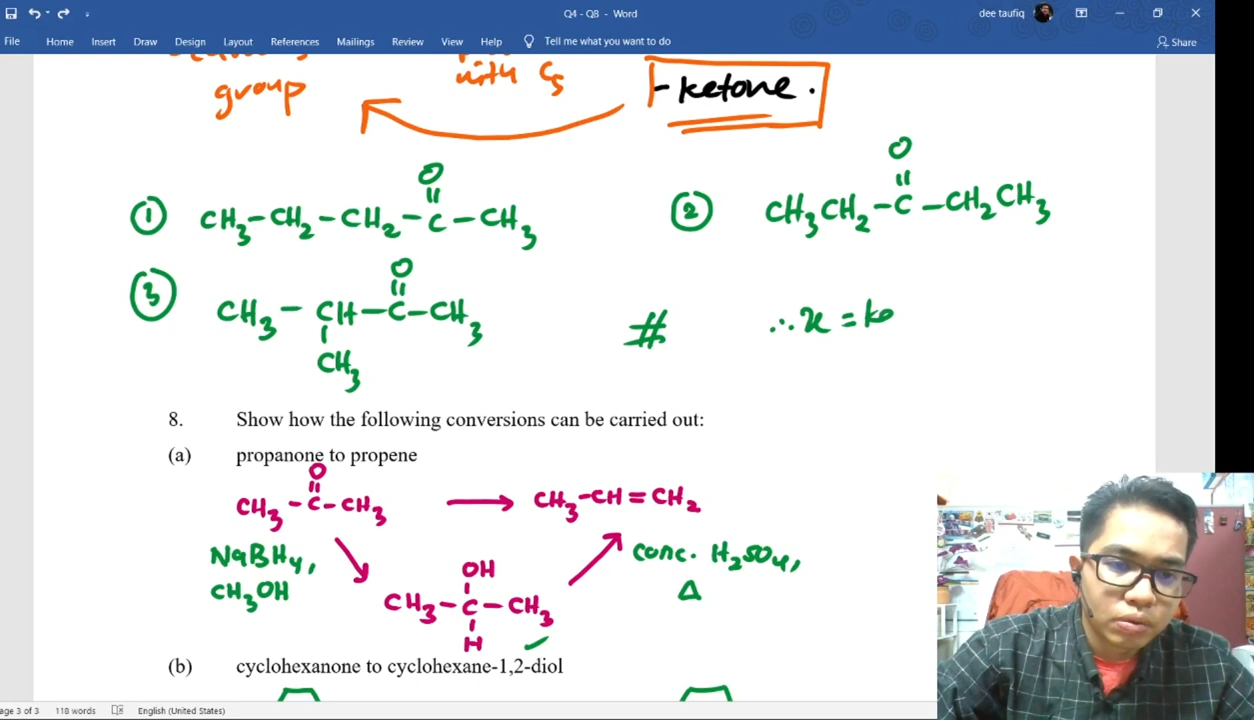 Q4 - Q8 - Word
dee taufiq
File Home Insert Draw Design Layout References Mailings Review View Help Tell me what you want to do
Share
group
with C5
- ketone.
① CH3-CH2-CH2-C-CH3
O
② CH3CH2-C-CH2CH3
O
③ CH3-CH-C-CH3
O
CH3
#
∴ x = ke
8. Show how the following conversions can be carried out:
(a) propanone to propene
O
CH3-C-CH3 → CH3-CH=CH2
NaBH4,
CH3OH
conc. H2SO4,
Δ
OH
CH3-C-CH3
H
(b) cyclohexanone to cyclohexane-1,2-diol
age 3 of 3 118 words English (United States)